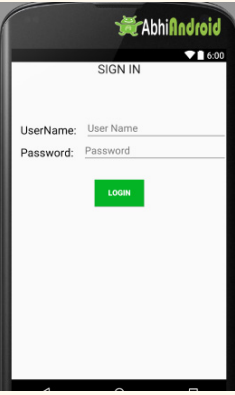 AbhiAndroid
6:00
SIGN IN
UserName: User Name
Password: Password
LOGIN